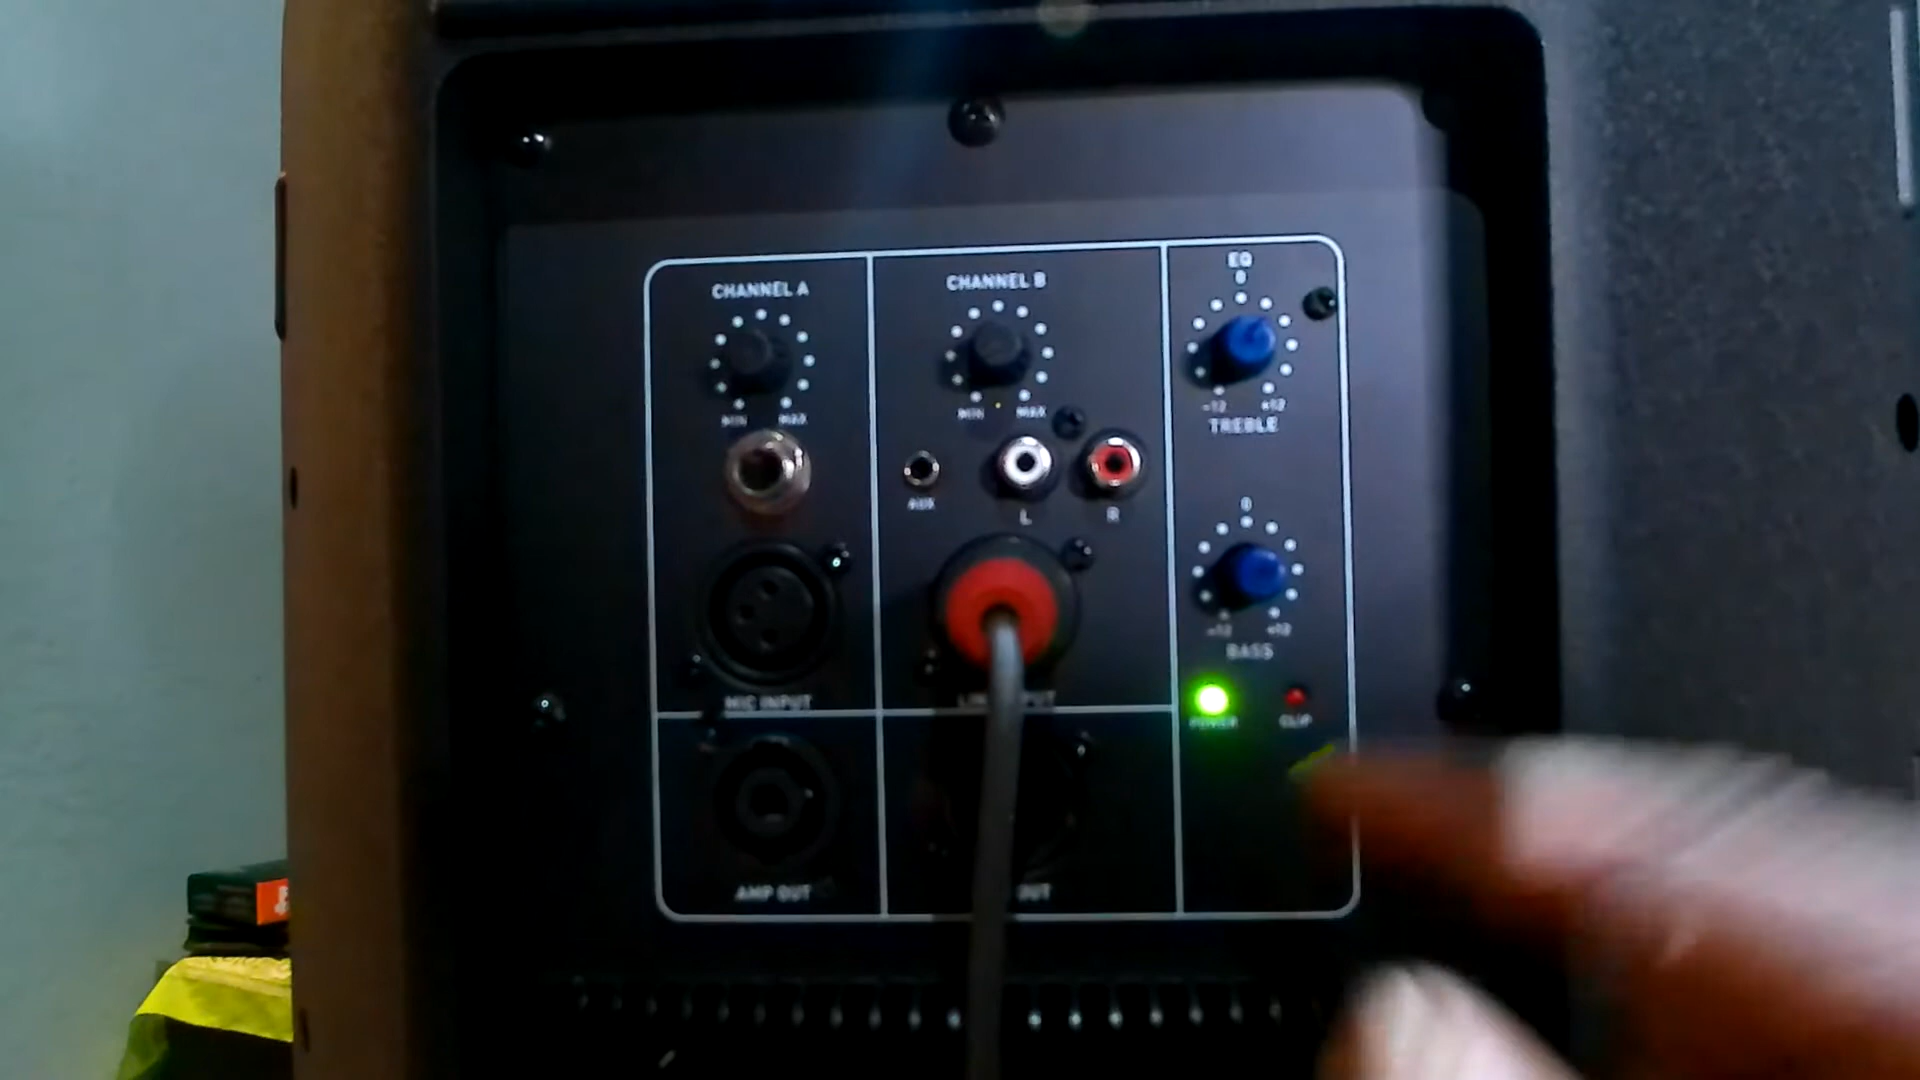 CHANNEL A
MIN MAX
MIC INPUT
AMP OUT
CHANNEL B
MIN MAX
AUX
L R
OUT
EQ
0
-12 +12
TREBLE
0
-12 +12
BASS
POWER CLIP